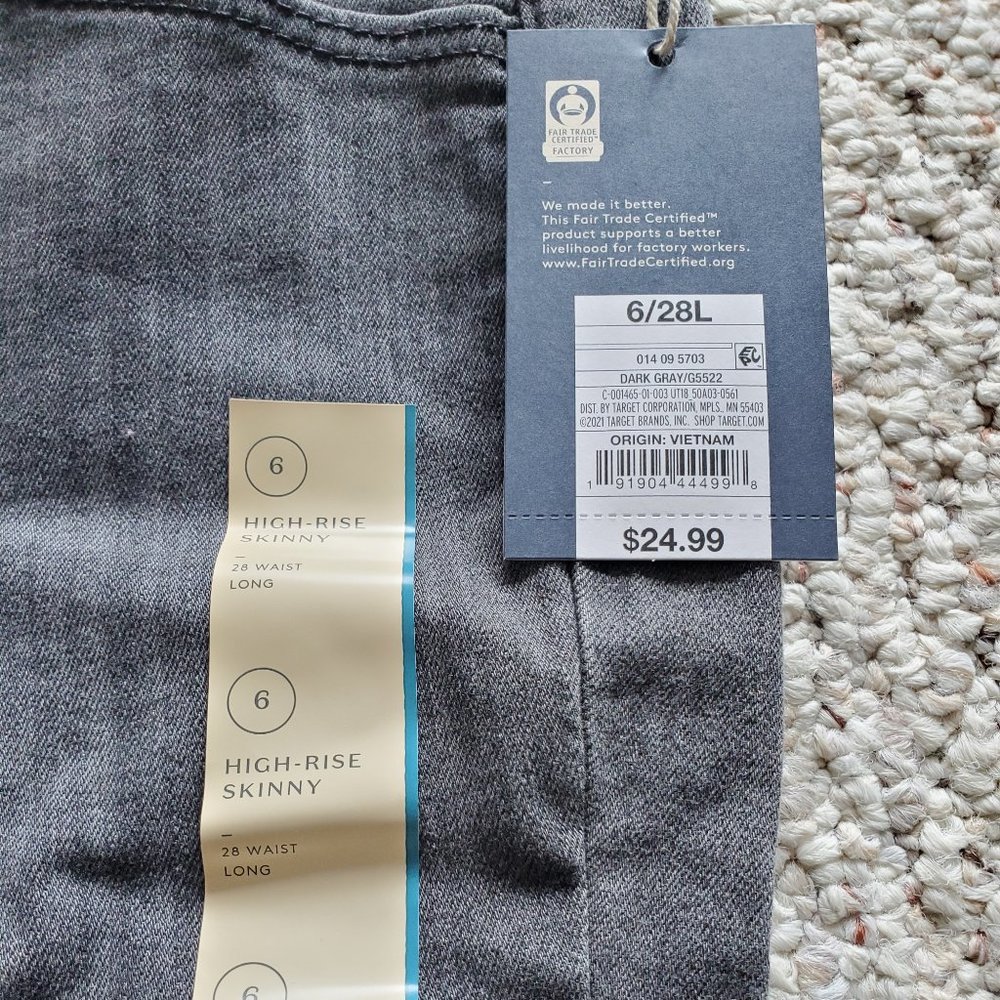 FAIR TRADE
CERTIFIED™
FACTORY
We made it better.
This Fair Trade Certified™
product supports a better
livelihood for factory workers.
www.FairTradeCertified.org
6/28L
014 09 5703
DARK GRAY/G5522
C-001465-01-003 UT18_50A03-0561
DIST. BY TARGET CORPORATION, MPLS., MN 55403
©2021 TARGET BRANDS, INC. SHOP TARGET.COM
ORIGIN: VIETNAM
1 91904 44499 8
$24.99
6
HIGH-RISE
SKINNY
28 WAIST
LONG
6
HIGH-RISE
SKINNY
28 WAIST
LONG
6